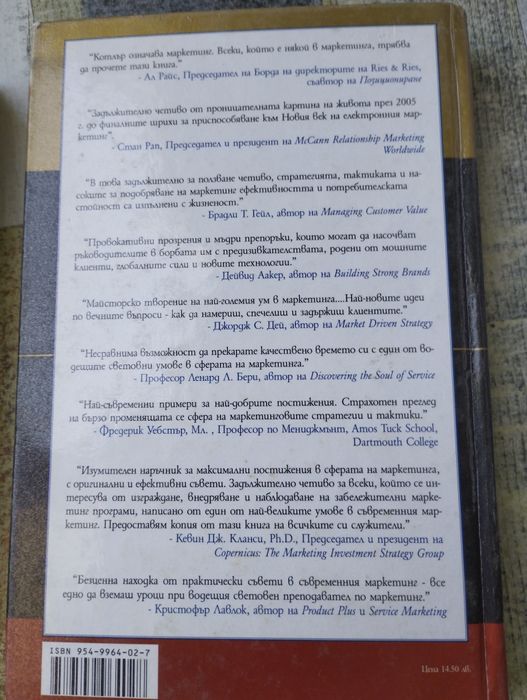 "Котлър означава маркетинг. Всеки, който е някой в маркетинга, трябва
да прочете тази книга."
- Ал Райс, Председател на Борда на директорите на Ries & Ries,
съавтор на Позициониране
"Задължително четиво от проницателната картина на живота през 2005
г. до финалните щрихи за приспособяване към Новия век на електронния мар-
кетинг".
- Стан Рап, Председател и президент на McCann Relationship Marketing
Worldwide
"В това задължително за ползване четиво, стратегията, тактиката и на-
соките за подобряване на маркетинг ефективността и потребителската
стойност са изпълнени с жизненост."
- Брадли Т. Гейл, автор на Managing Customer Value
"Провокативни прозрения и мъдри препоръки, които могат да насочват
ръководителите в борбата им с предизвикателствата, родени от мощните
клиенти, глобалните сили и новите технологии."
- Дейвид Аакер, автор на Building Strong Brands
"Майсторско творение на най-големия ум в маркетинга....Най-новите идеи
по вечните въпроси - как да намериш, спечелиш и задържиш клиентите."
- Джордж С. Дей, автор на Market Driven Strategy
"Несравнима възможност да прекарате качествено времето си с един от во-
дещите световни умове в сферата на маркетинга."
- Професор Ленард Л. Бери, автор на Discovering the Soul of Service
"Най-съвременни примери за най-добрите постижения. Страхотен преглед
на бързо променящата се сфера на маркетинговите стратегии и тактики."
- Фредерик Уебстър, Мл. , Професор по Мениджмънт, Amos Tuck School,
Dartmouth College
"Изумителен наръчник за максимални постижения в сферата на маркетинга,
с оригинални и ефективни съвети. Задължително четиво за всеки, който се ин-
тересува от изграждане, внедряване и наблюдаване на забележителни марке-
тинг програми, написано от един от най-великите умове в съвременния мар-
кетинг. Предоставям копия от тази книга на всичките си служители."
- Кевин Дж. Кланси, Ph.D., Председател и президент на
Copernicus: The Marketing Investment Strategy Group
"Безценна находка от практически съвети в съвременния маркетинг - все
едно да вземаш уроци при водещия световен преподавател по маркетинг."
- Кристофър Лавлок, автор на Product Plus и Service Marketing
ISBN 954-9964-02-7
Цена 14.50 лв.